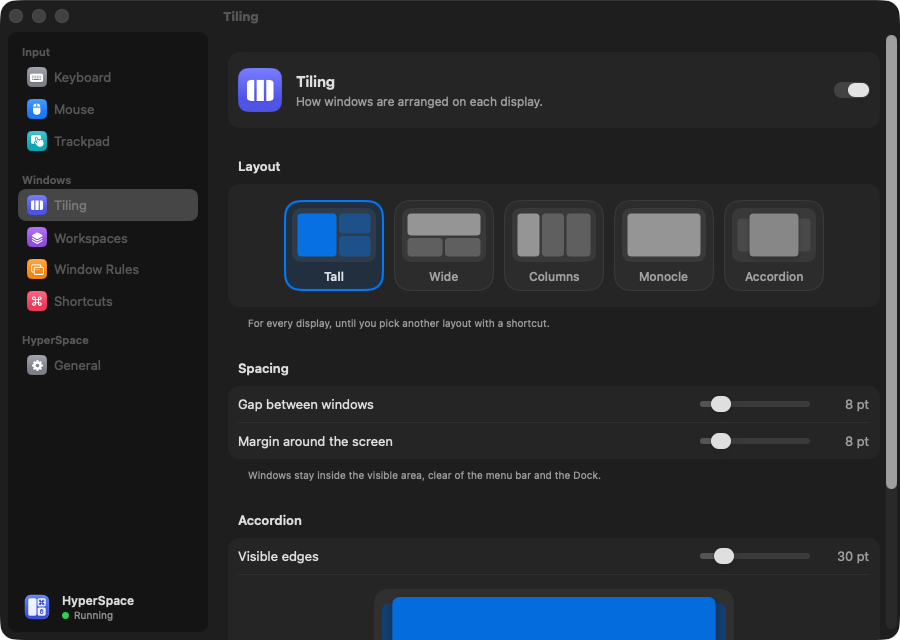 Tiling
Input
Keyboard
Mouse
Trackpad
Windows
Tiling
Workspaces
Window Rules
Shortcuts
HyperSpace
General
HyperSpace
Running
Tiling
How windows are arranged on each display.
Layout
Tall
Wide
Columns
Monocle
Accordion
For every display, until you pick another layout with a shortcut.
Spacing
Gap between windows
8 pt
Margin around the screen
8 pt
Windows stay inside the visible area, clear of the menu bar and the Dock.
Accordion
Visible edges
30 pt